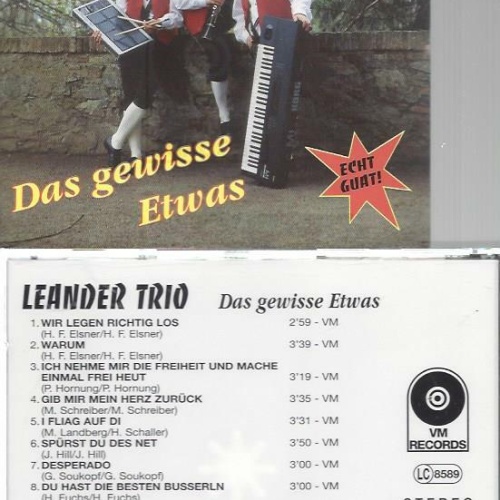 KORG
Das gewisse
Etwas
ECHT
GUAT!
LEANDER TRIO Das gewisse Etwas
1. WIR LEGEN RICHTIG LOS 2'59 - VM
(H. F. Elsner/H. F. Elsner)
2. WARUM 3'39 - VM
(H. F. Elsner/H. F. Elsner)
3. ICH NEHME MIR DIE FREIHEIT UND MACHE
EINMAL FREI HEUT 3'19 - VM
(P. Hornung/P. Hornung)
4. GIB MIR MEIN HERZ ZURÜCK 3'35 - VM
(M. Schreiber/M. Schreiber)
5. I FLIAG AUF DI 3'31 - VM
(M. Landberg/H. Schaller)
6. SPÜRST DU DES NET 3'50 - VM
(J. Hill/J. Hill)
7. DESPERADO 3'00 - VM
(G. Soukopf/G. Soukopf)
8. DU HAST DIE BESTEN BUSSERLN 3'00 - VM
(H. Fuchs/H. Fuchs)
VM
RECORDS
LC 8589
STEREO